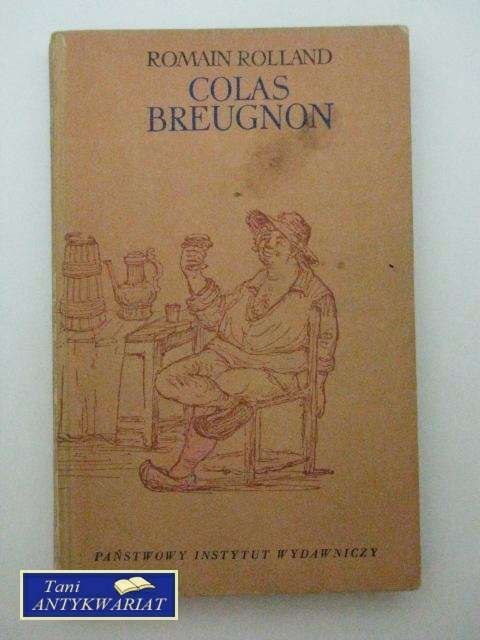 ROMAIN ROLLAND
COLAS
BREUGNON
PAŃSTWOWY INSTYTUT WYDAWNICZY
Tani
ANTYKWARIAT